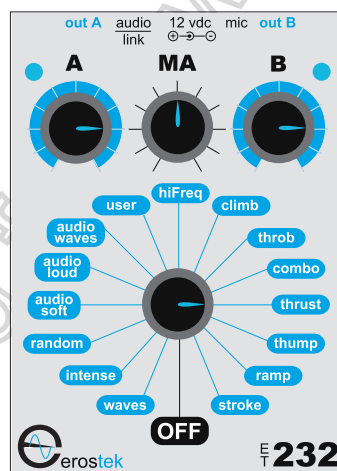 out A audio link 12 vdc mic out B
A MA B
hiFreq
user climb
audio waves throb
audio loud combo
audio soft thrust
random thump
intense ramp
waves stroke
OFF
erostek ET232